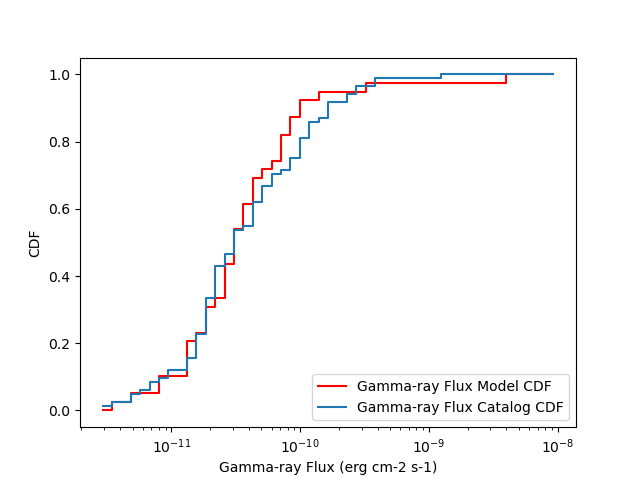 1.0
0.8
0.6
0.4
0.2
0.0
CDF
10⁻¹¹ 10⁻¹⁰ 10⁻⁹ 10⁻⁸
Gamma-ray Flux (erg cm-2 s-1)
Gamma-ray Flux Model CDF
Gamma-ray Flux Catalog CDF